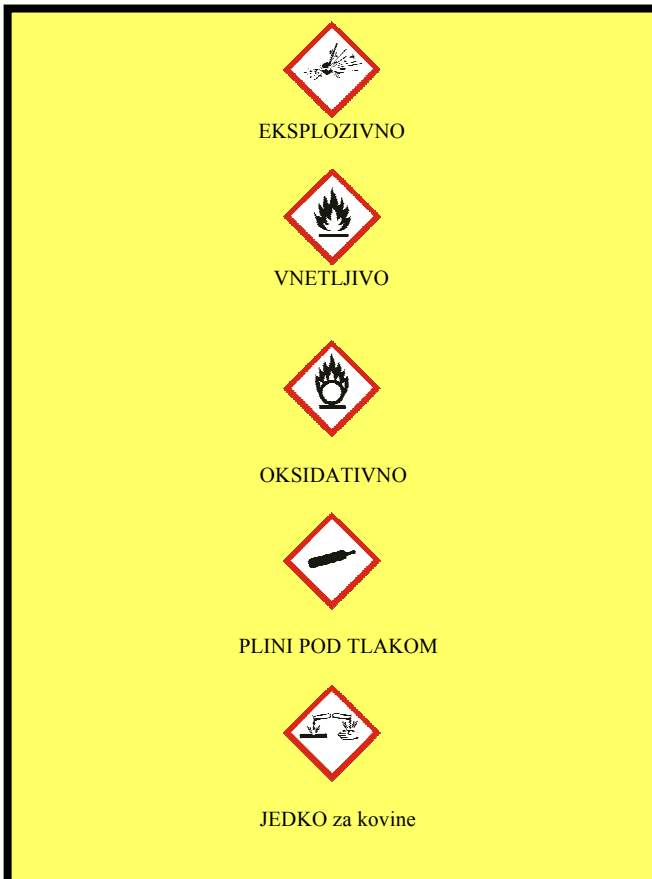 EKSPLOZIVNO
VNETLJIVO
OKSIDATIVNO
PLINI POD TLAKOM
JEDKO za kovine